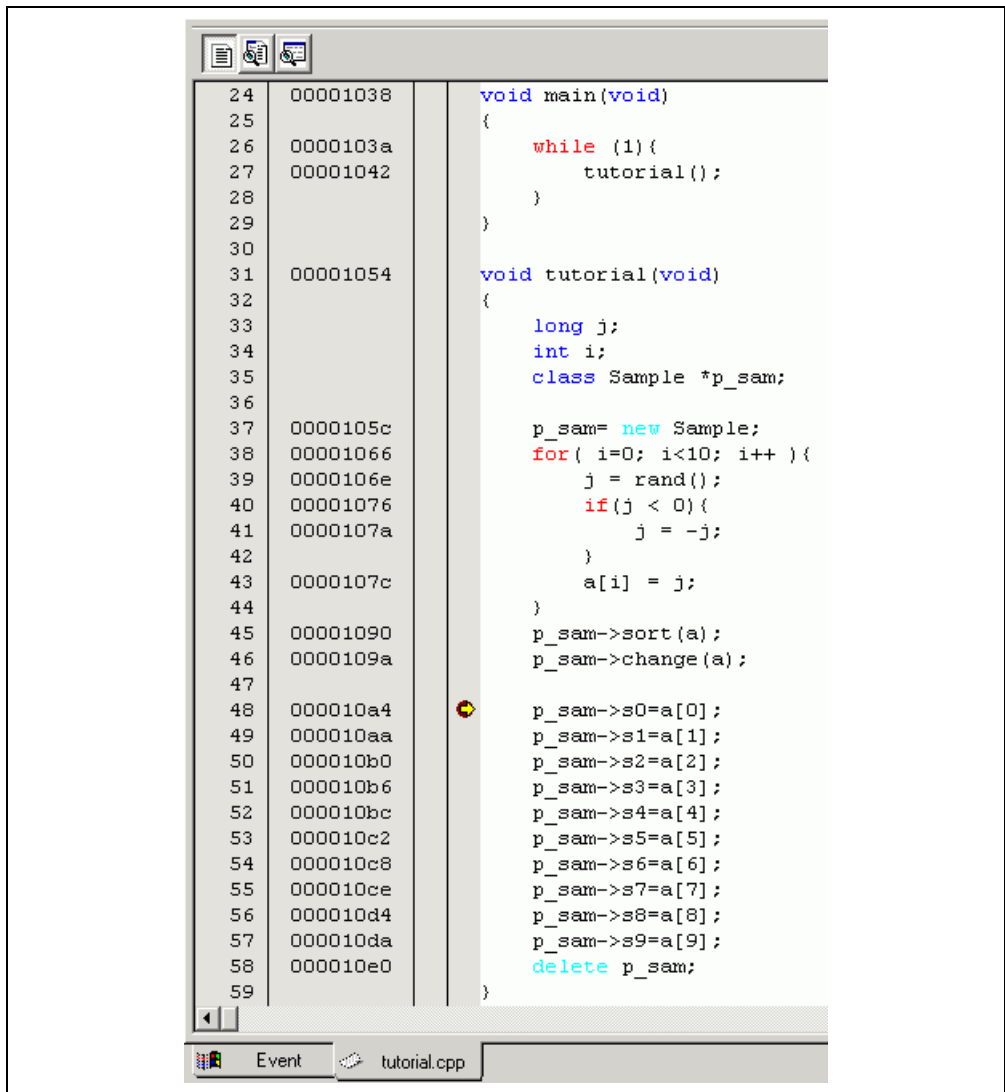 24 00001038 void main(void)
25 {
26 0000103a while (1){
27 00001042 tutorial();
28 }
29 }
30
31 00001054 void tutorial(void)
32 {
33 long j;
34 int i;
35 class Sample *p_sam;
36
37 0000105c p_sam= new Sample;
38 00001066 for( i=0; i<10; i++ ){
39 0000106e j = rand();
40 00001076 if(j < 0){
41 0000107a j = -j;
42 }
43 0000107c a[i] = j;
44 }
45 00001090 p_sam->sort(a);
46 0000109a p_sam->change(a);
47
48 000010a4 p_sam->s0=a[0];
49 000010aa p_sam->s1=a[1];
50 000010b0 p_sam->s2=a[2];
51 000010b6 p_sam->s3=a[3];
52 000010bc p_sam->s4=a[4];
53 000010c2 p_sam->s5=a[5];
54 000010c8 p_sam->s6=a[6];
55 000010ce p_sam->s7=a[7];
56 000010d4 p_sam->s8=a[8];
57 000010da p_sam->s9=a[9];
58 000010e0 delete p_sam;
59 }
Event tutorial.cpp